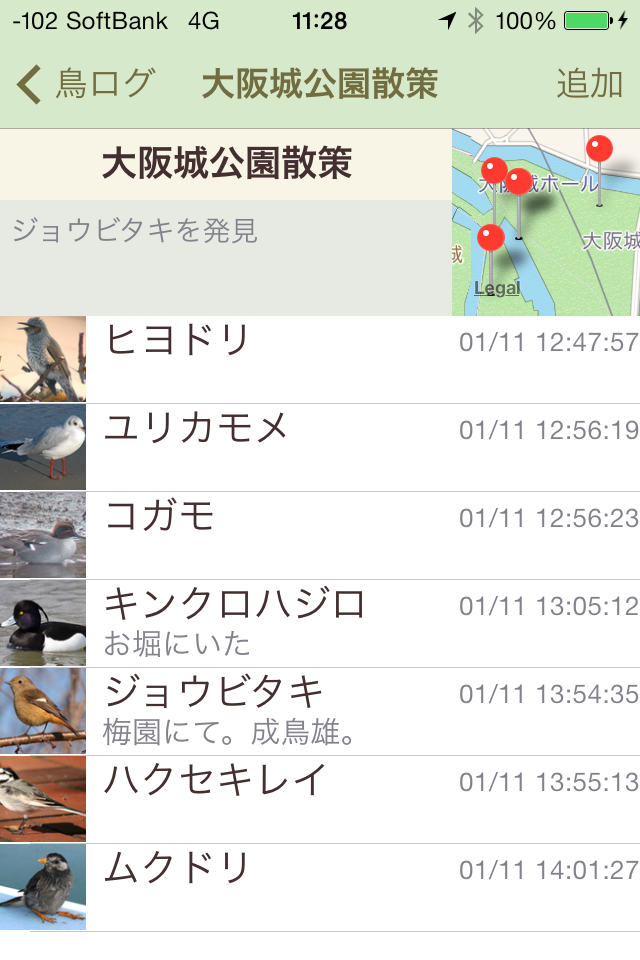 -102 SoftBank 4G 11:28 100%
鳥ログ 大阪城公園散策 追加
大阪城公園散策
ジョウビタキを発見
大阪城ホール
大阪城
城
Legal
ヒヨドリ 01/11 12:47:57
ユリカモメ 01/11 12:56:19
コガモ 01/11 12:56:23
キンクロハジロ 01/11 13:05:12
お堀にいた
ジョウビタキ 01/11 13:54:35
梅園にて。成鳥雄。
ハクセキレイ 01/11 13:55:13
ムクドリ 01/11 14:01:27